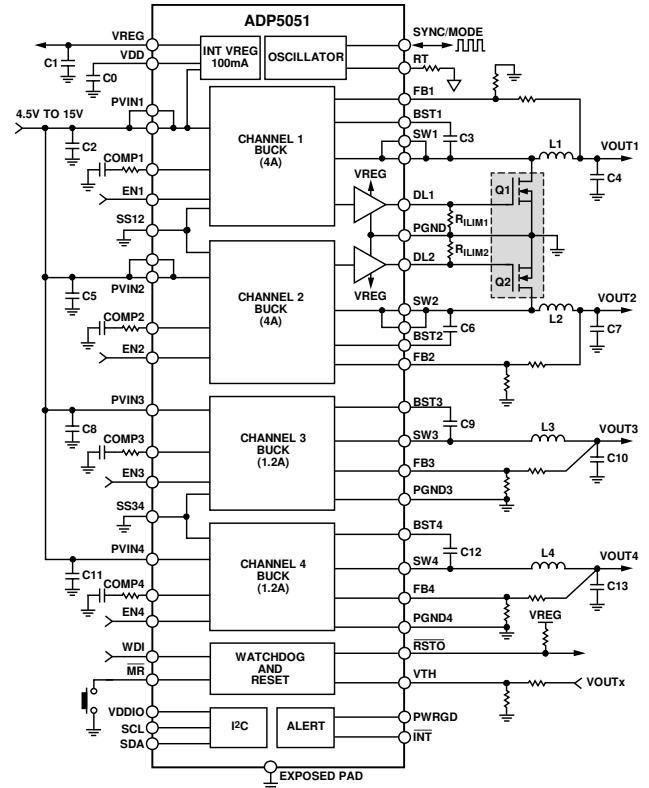 ADP5051
VREG
VDD
C1
C0
INT VREG
100mA
OSCILLATOR
SYNC/MODE
RT
4.5V TO 15V
PVIN1
C2
COMP1
EN1
SS12
CHANNEL 1
BUCK
(4A)
FB1
BST1
SW1
C3
L1
VOUT1
C4
VREG
DL1
RILIM1
Q1
PGND
RILIM2
DL2
Q2
VREG
PVIN2
C5
COMP2
EN2
CHANNEL 2
BUCK
(4A)
SW2
BST2
C6
FB2
L2
VOUT2
C7
PVIN3
C8
COMP3
EN3
SS34
CHANNEL 3
BUCK
(1.2A)
BST3
C9
SW3
FB3
PGND3
L3
VOUT3
C10
PVIN4
C11
COMP4
EN4
CHANNEL 4
BUCK
(1.2A)
BST4
C12
SW4
FB4
PGND4
L4
VOUT4
C13
VREG
WDI
MR
WATCHDOG
AND
RESET
RSTO
VTH
VOUTx
VDDIO
SCL
SDA
I2C
ALERT
PWRGD
INT
EXPOSED PAD